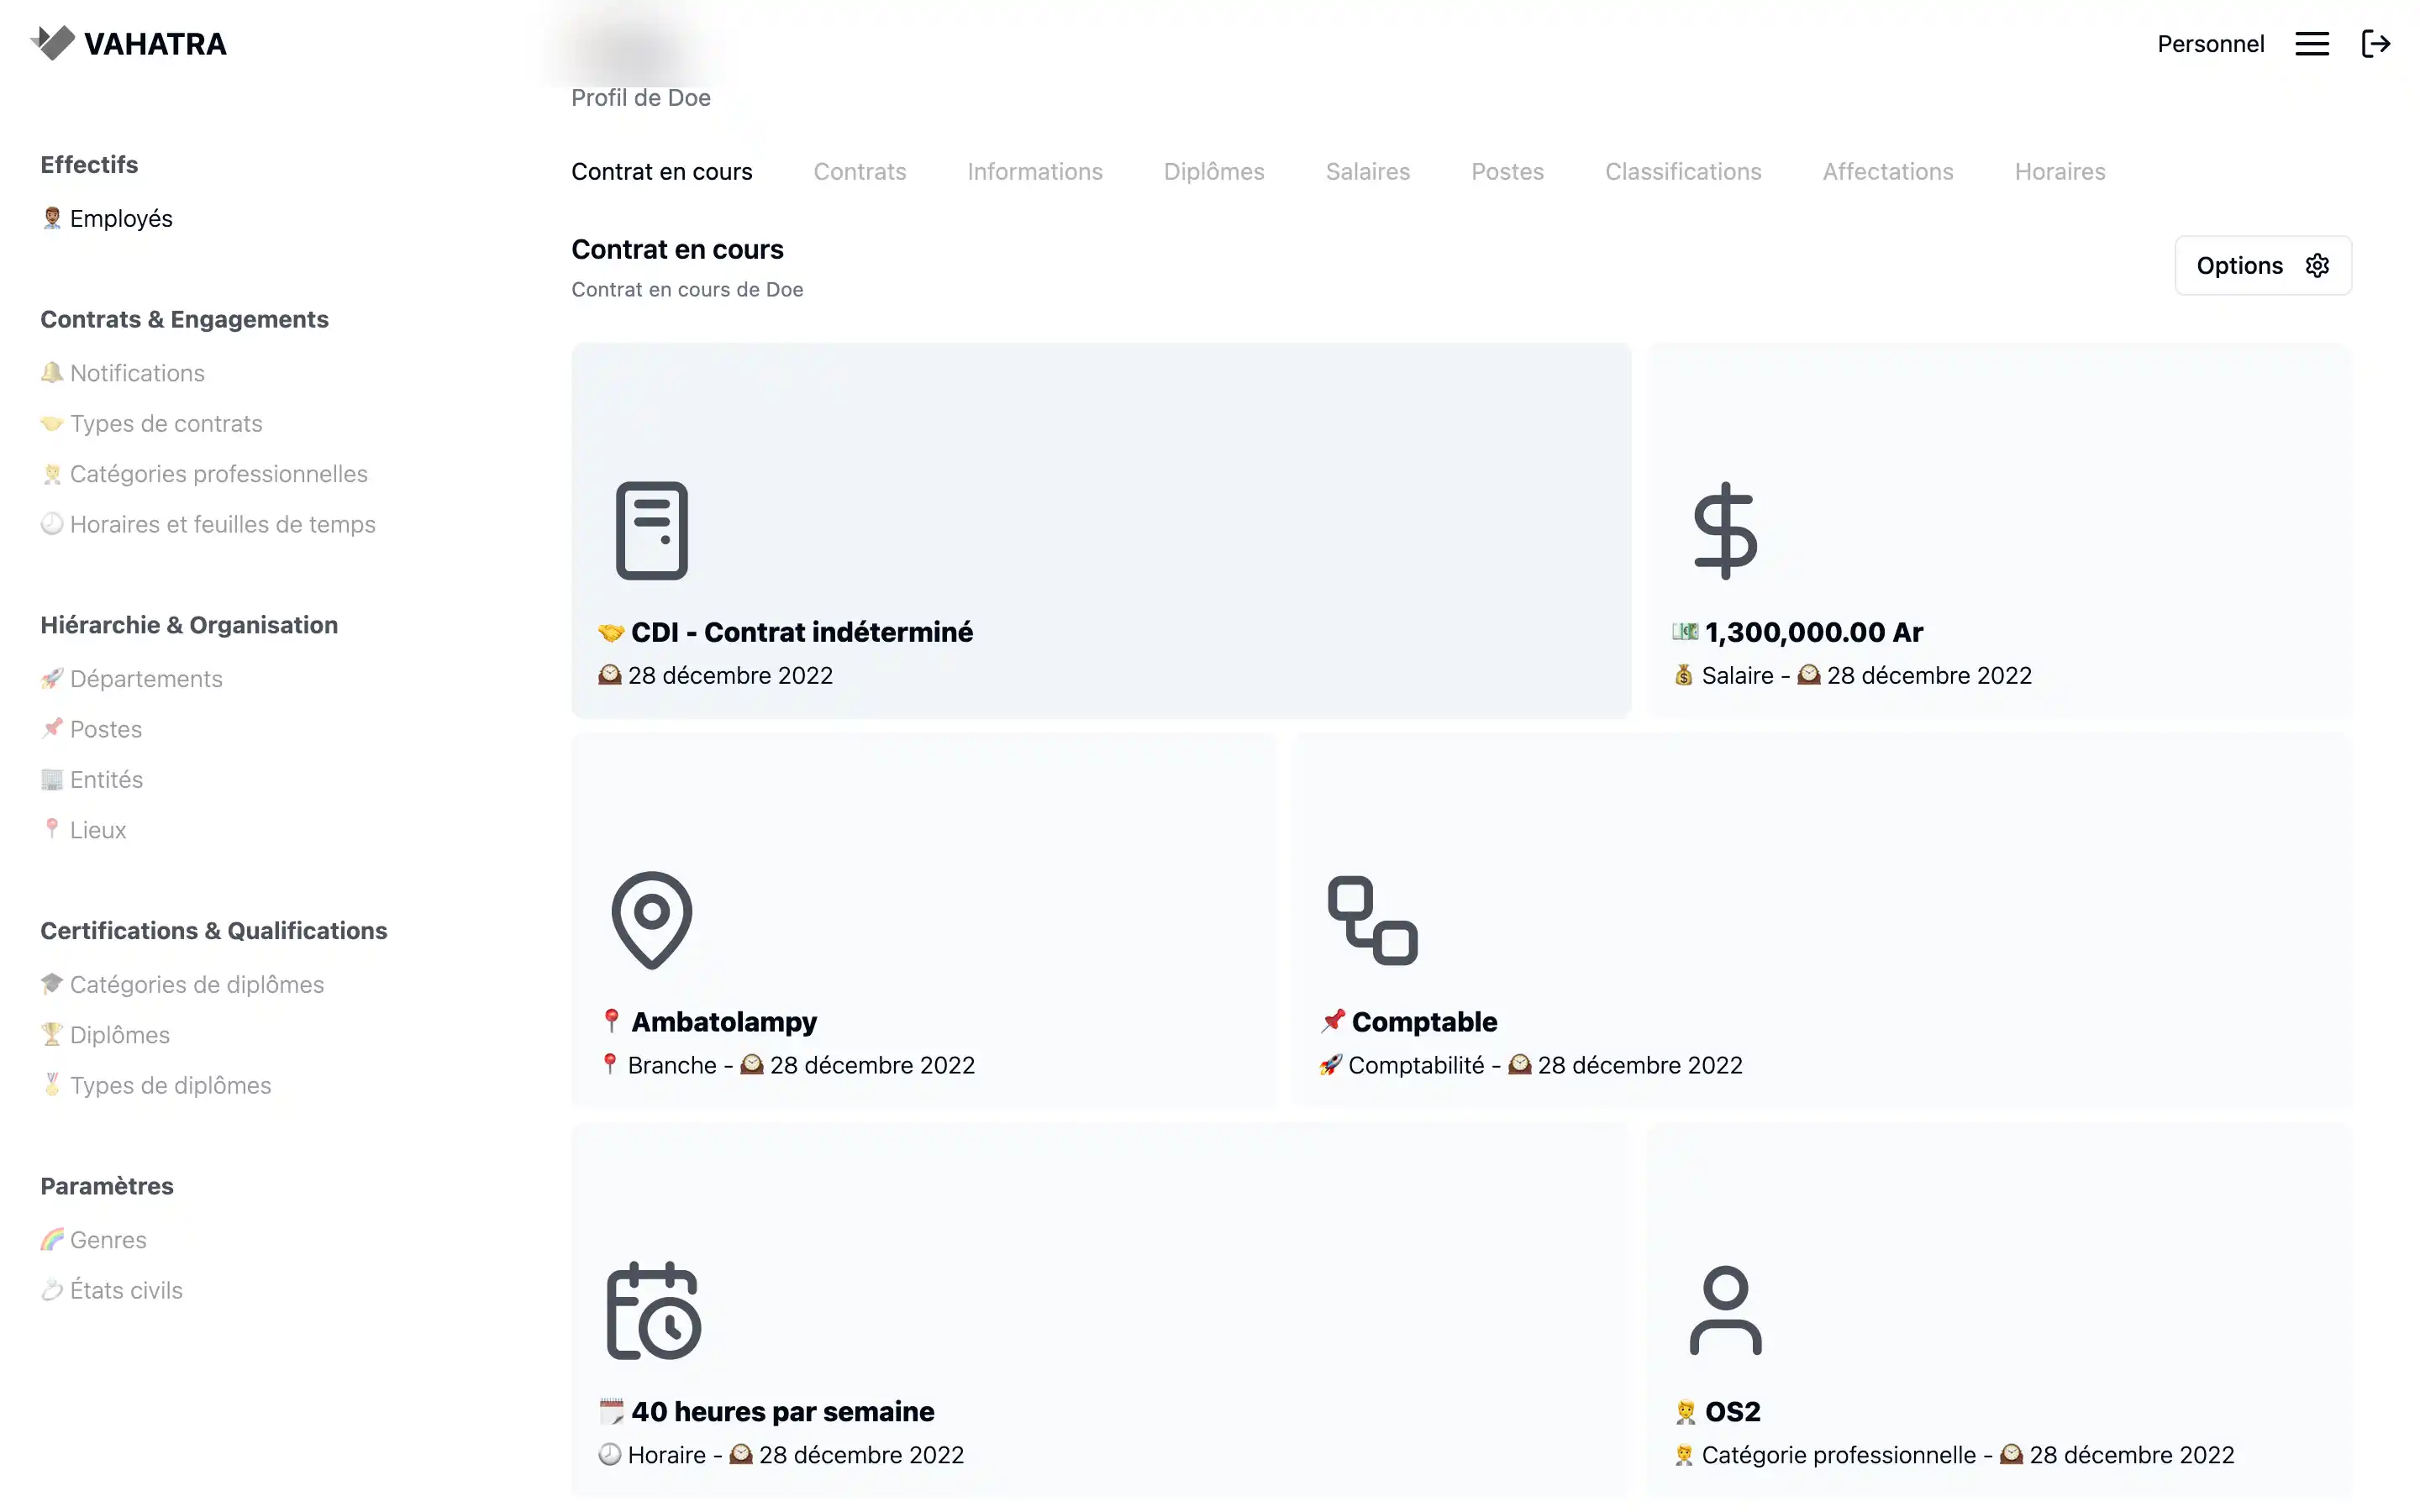 VAHATRA
Personnel
Profil de Doe
Effectifs
Employés
Contrats & Engagements
Notifications
Types de contrats
Catégories professionnelles
Horaires et feuilles de temps
Hiérarchie & Organisation
Départements
Postes
Entités
Lieux
Certifications & Qualifications
Catégories de diplômes
Diplômes
Types de diplômes
Paramètres
Genres
États civils
Contrat en cours Contrats Informations Diplômes Salaires Postes Classifications Affectations Horaires
Contrat en cours
Contrat en cours de Doe
Options
CDI - Contrat indéterminé
28 décembre 2022
1,300,000.00 Ar
Salaire - 28 décembre 2022
Ambatolampy
Branche - 28 décembre 2022
Comptable
Comptabilité - 28 décembre 2022
40 heures par semaine
Horaire - 28 décembre 2022
OS2
Catégorie professionnelle - 28 décembre 2022